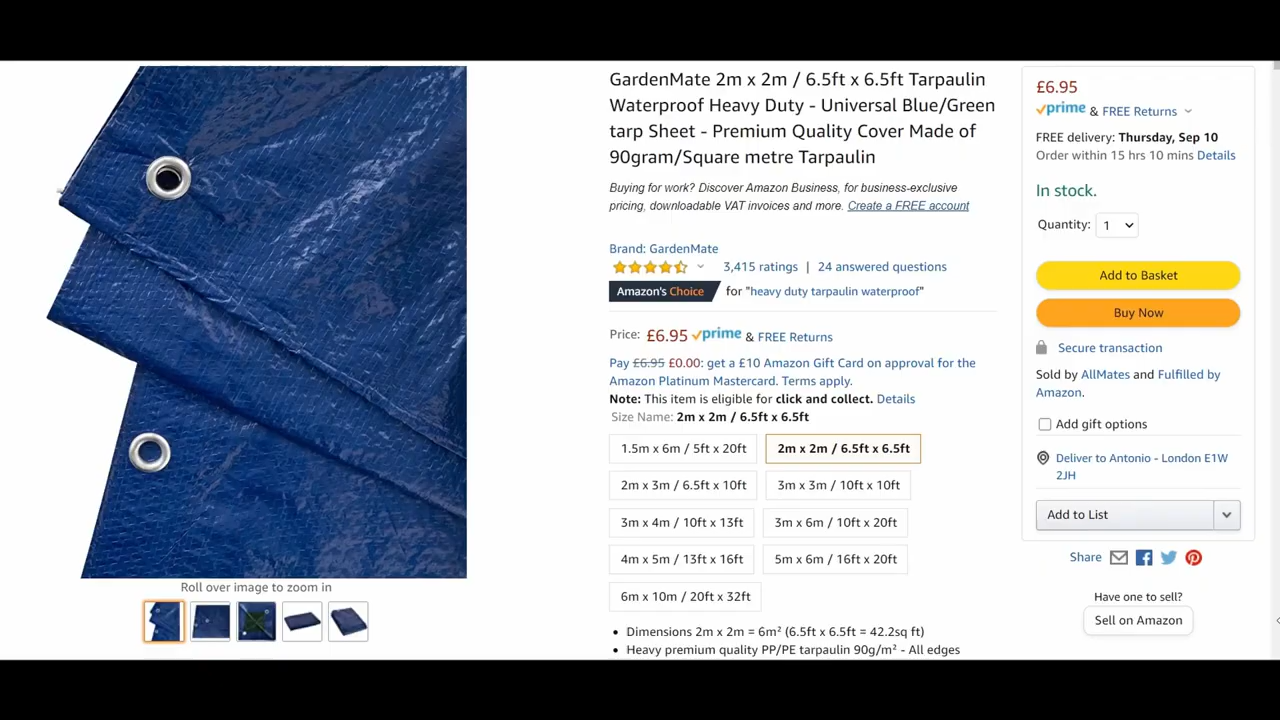 GardenMate 2m x 2m / 6.5ft x 6.5ft Tarpaulin
Waterproof Heavy Duty - Universal Blue/Green
tarp Sheet - Premium Quality Cover Made of
90gram/Square metre Tarpaulin
Buying for work? Discover Amazon Business, for business-exclusive
pricing, downloadable VAT invoices and more. Create a FREE account
Brand: GardenMate
3,415 ratings | 24 answered questions
Amazon's Choice for "heavy duty tarpaulin waterproof"
Price: £6.95 prime & FREE Returns
Pay £6.95 £0.00: get a £10 Amazon Gift Card on approval for the
Amazon Platinum Mastercard. Terms apply.
Note: This item is eligible for click and collect. Details
Size Name: 2m x 2m / 6.5ft x 6.5ft
1.5m x 6m / 5ft x 20ft
2m x 2m / 6.5ft x 6.5ft
2m x 3m / 6.5ft x 10ft
3m x 3m / 10ft x 10ft
3m x 4m / 10ft x 13ft
3m x 6m / 10ft x 20ft
4m x 5m / 13ft x 16ft
5m x 6m / 16ft x 20ft
6m x 10m / 20ft x 32ft
• Dimensions 2m x 2m = 6m² (6.5ft x 6.5ft = 42.2sq ft)
• Heavy premium quality PP/PE tarpaulin 90g/m² - All edges
Roll over image to zoom in
£6.95
prime & FREE Returns
FREE delivery: Thursday, Sep 10
Order within 15 hrs 10 mins Details
In stock.
Quantity: 1
Add to Basket
Buy Now
Secure transaction
Sold by AllMates and Fulfilled by
Amazon.
Add gift options
Deliver to Antonio - London E1W
2JH
Add to List
Share
Have one to sell?
Sell on Amazon